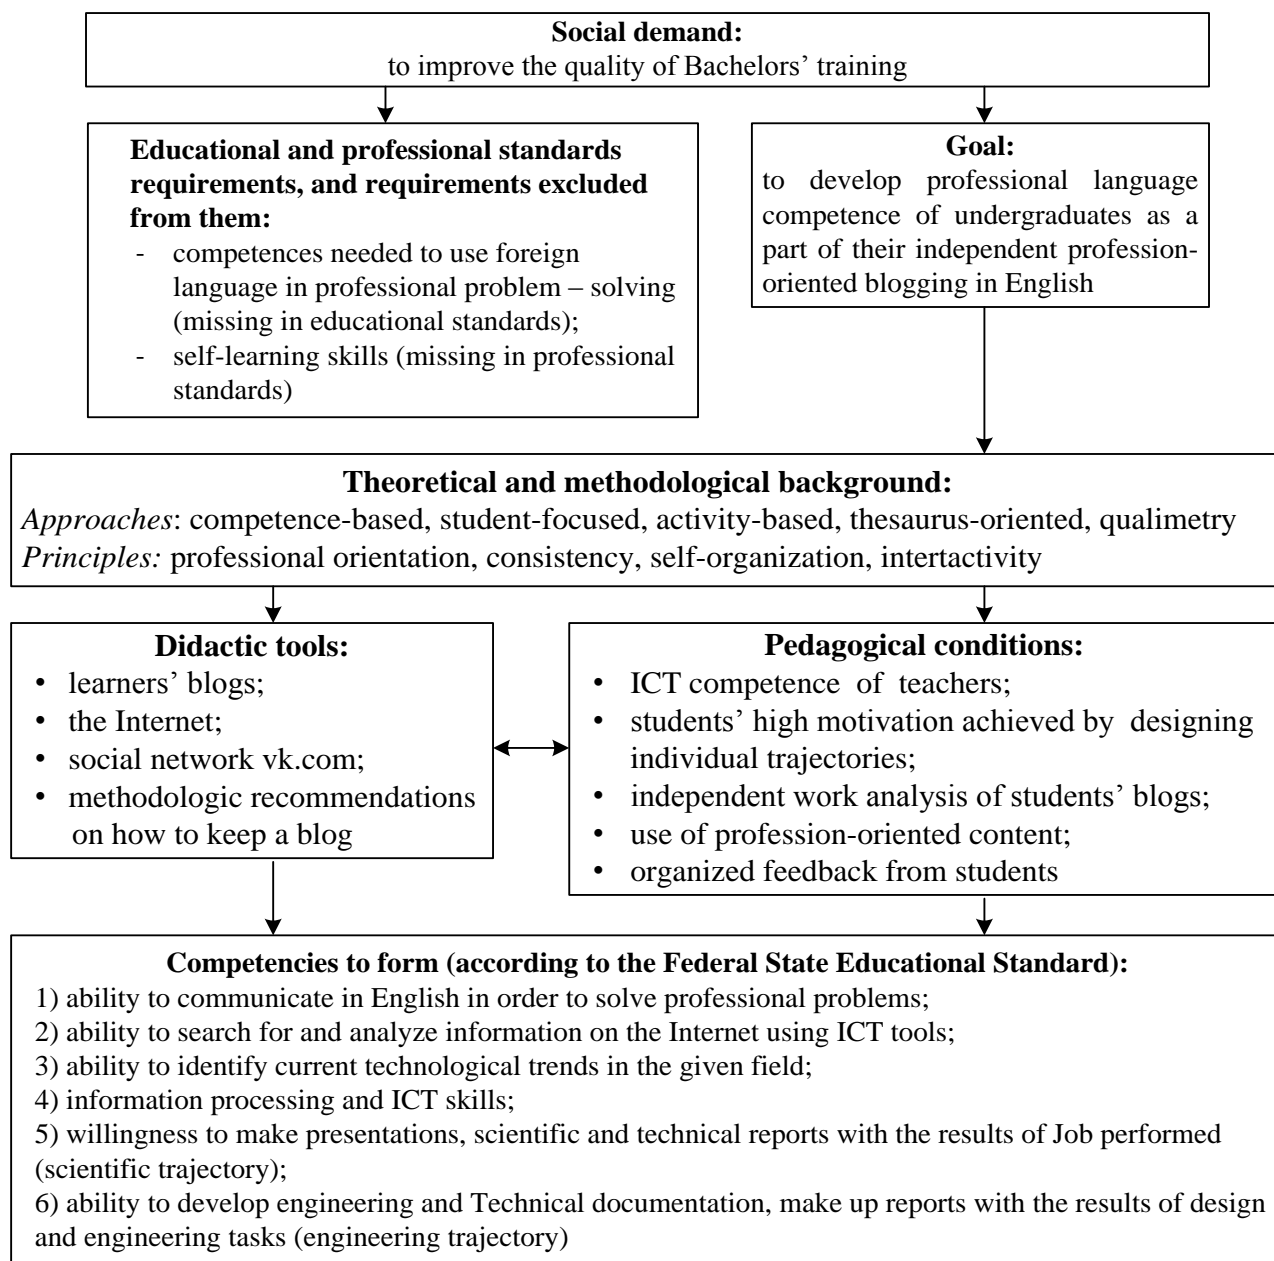 Social demand:
to improve the quality of Bachelors’ training
Educational and professional standards
requirements, and requirements excluded
from them:
- competences needed to use foreign
language in professional problem – solving
(missing in educational standards);
- self-learning skills (missing in professional
standards)
Goal:
to develop professional language
competence of undergraduates as a
part of their independent profession-
oriented blogging in English
Theoretical and methodological background:
Approaches: competence-based, student-focused, activity-based, thesaurus-oriented, qualimetry
Principles: professional orientation, consistency, self-organization, intertactivity
Didactic tools:
• learners’ blogs;
• the Internet;
• social network vk.com;
• methodologic recommendations
on how to keep a blog
Pedagogical conditions:
• ICT competence of teachers;
• students’ high motivation achieved by designing
individual trajectories;
• independent work analysis of students’ blogs;
• use of profession-oriented content;
• organized feedback from students
Competencies to form (according to the Federal State Educational Standard):
1) ability to communicate in English in order to solve professional problems;
2) ability to search for and analyze information on the Internet using ICT tools;
3) ability to identify current technological trends in the given field;
4) information processing and ICT skills;
5) willingness to make presentations, scientific and technical reports with the results of Job performed
(scientific trajectory);
6) ability to develop engineering and Technical documentation, make up reports with the results of design
and engineering tasks (engineering trajectory)